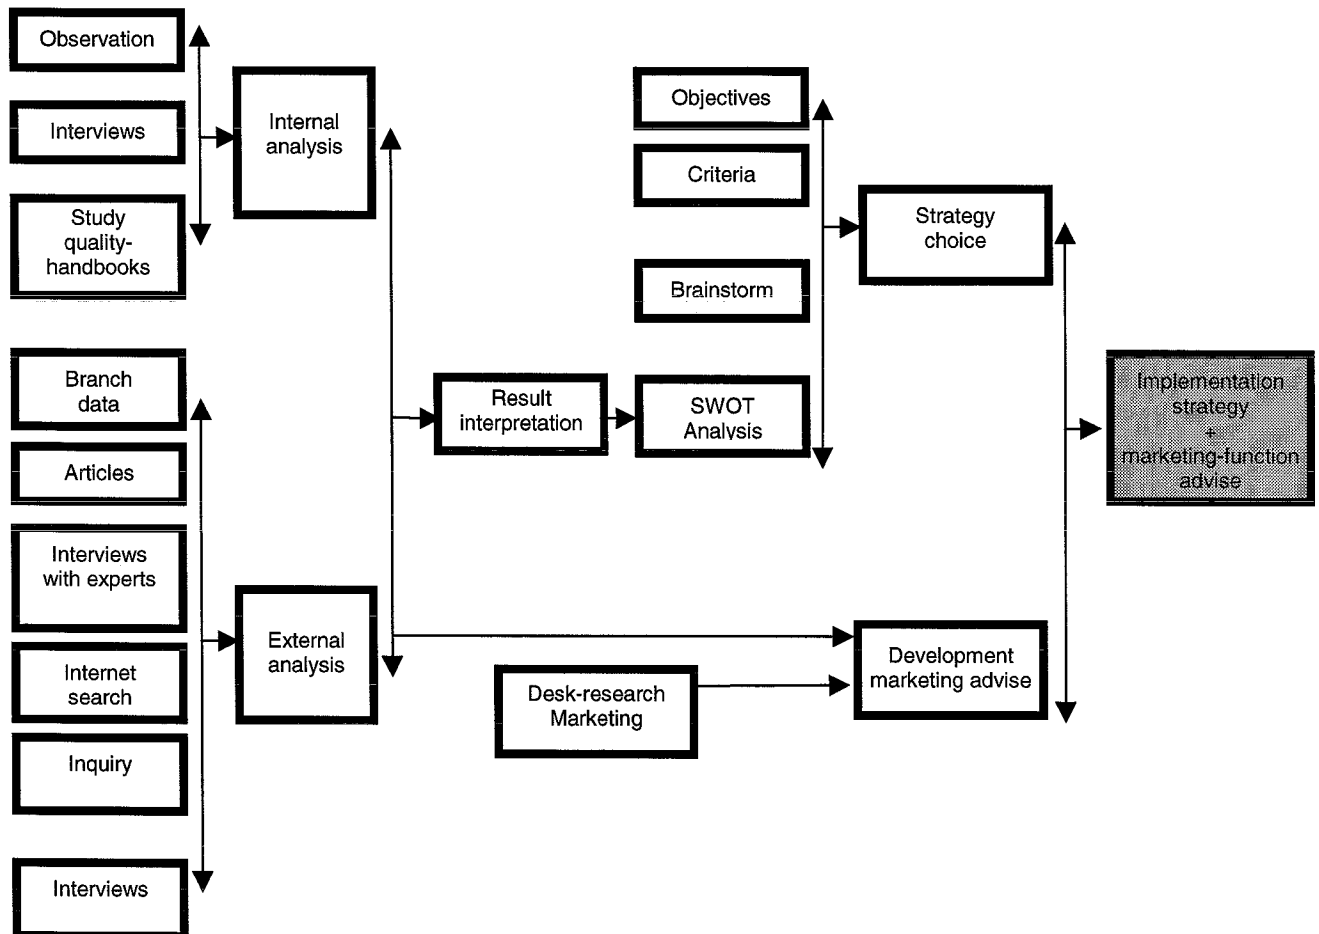 Observation
Interviews
Study
quality-
handbooks
Internal
analysis
Branch
data
Articles
Interviews
with experts
Internet
search
Inquiry
Interviews
External
analysis
Result
interpretation
Objectives
Criteria
Brainstorm
SWOT
Analysis
Strategy
choice
Desk-research
Marketing
Development
marketing advise
Implementation
strategy
+
marketing-function
advise